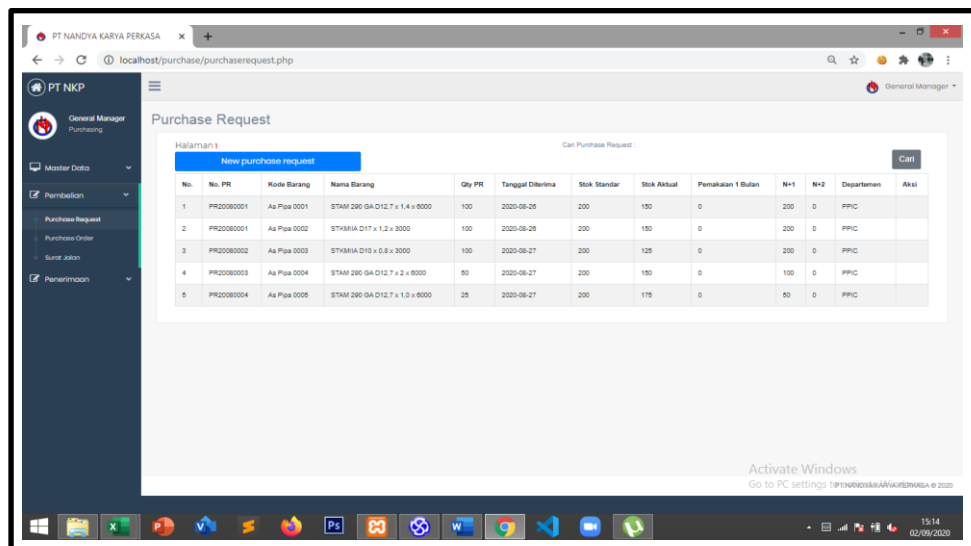 PT NANDYA KARYA PERKASA
localhost/purchase/purchaserequest.php
PT NKP
General Manager
General Manager
Purchasing
Purchase Request
Halaman 1
Cari Purchase Request :
New purchase request
Cari
Master Data
Pembelian
Purchase Request
Purchase Order
Surat Jalan
Penerimaan
No. No. PR Kode Barang Nama Barang Qty PR Tanggal Diterima Stok Standar Stok Aktual Pemakaian 1 Bulan N+1 N+2 Departemen Aksi
1 PR20080001 As Pipa 0001 STAM 290 GA D12,7 x 1,4 x 6000 100 2020-08-26 200 150 0 200 0 PPIC
2 PR20080001 As Pipa 0002 STKMIIA D17 x 1,2 x 3000 100 2020-08-26 200 150 0 200 0 PPIC
3 PR20080002 As Pipa 0003 STKMIIA D10 x 0,8 x 3000 100 2020-08-27 200 125 0 200 0 PPIC
4 PR20080003 As Pipa 0004 STAM 290 GA D12,7 x 2 x 6000 50 2020-08-27 200 150 0 100 0 PPIC
5 PR20080004 As Pipa 0005 STAM 290 GA D12,7 x 1,0 x 6000 25 2020-08-27 200 175 0 50 0 PPIC
Activate Windows
Go to PC settings to
PERKASA © 2020
15:14
02/09/2020